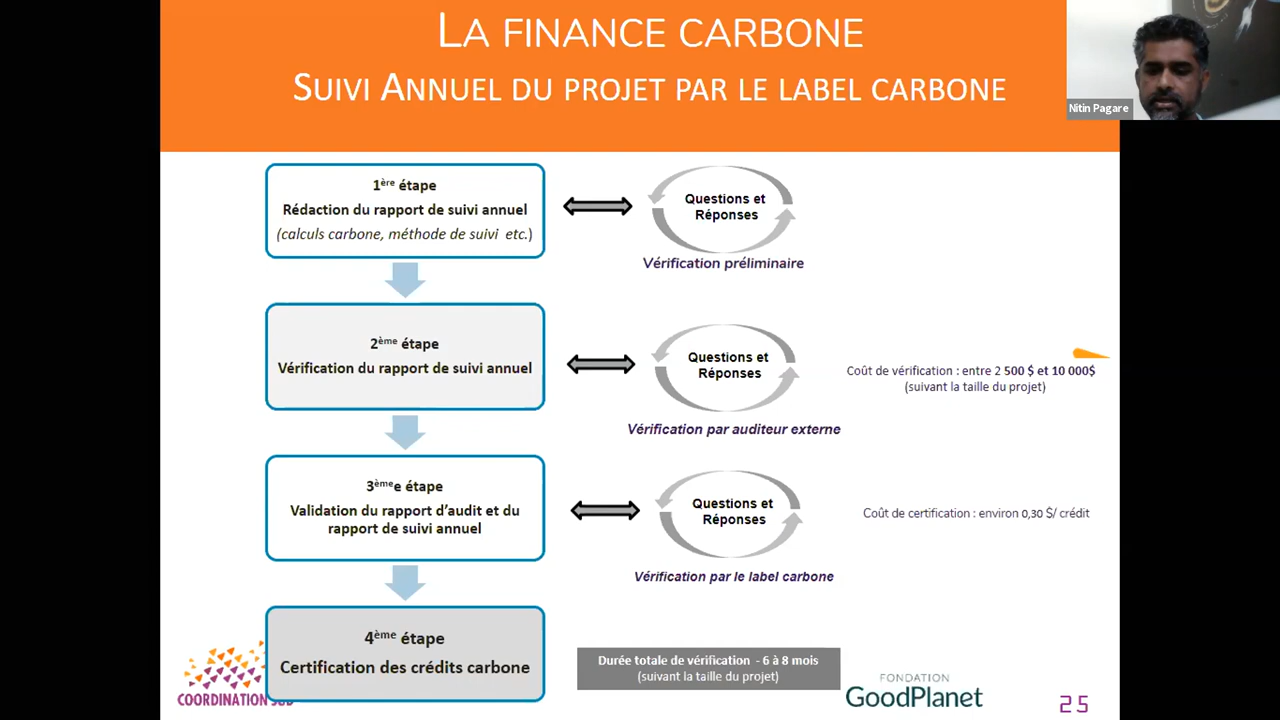 LA FINANCE CARBONE
SUIVI ANNUEL DU PROJET PAR LE LABEL CARBONE
Nitin Pagare
1ère étape
Rédaction du rapport de suivi annuel
(calculs carbone, méthode de suivi etc.)
Questions et
Réponses
Vérification préliminaire
2ème étape
Vérification du rapport de suivi annuel
Questions et
Réponses
Vérification par auditeur externe
Coût de vérification : entre 2 500 $ et 10 000$
(suivant la taille du projet)
3èmee étape
Validation du rapport d'audit et du
rapport de suivi annuel
Questions et
Réponses
Vérification par le label carbone
Coût de certification : environ 0,30 $/ crédit
4ème étape
Certification des crédits carbone
Durée totale de vérification - 6 à 8 mois
(suivant la taille du projet)
COORDINATION SUD
FONDATION
GoodPlanet
25